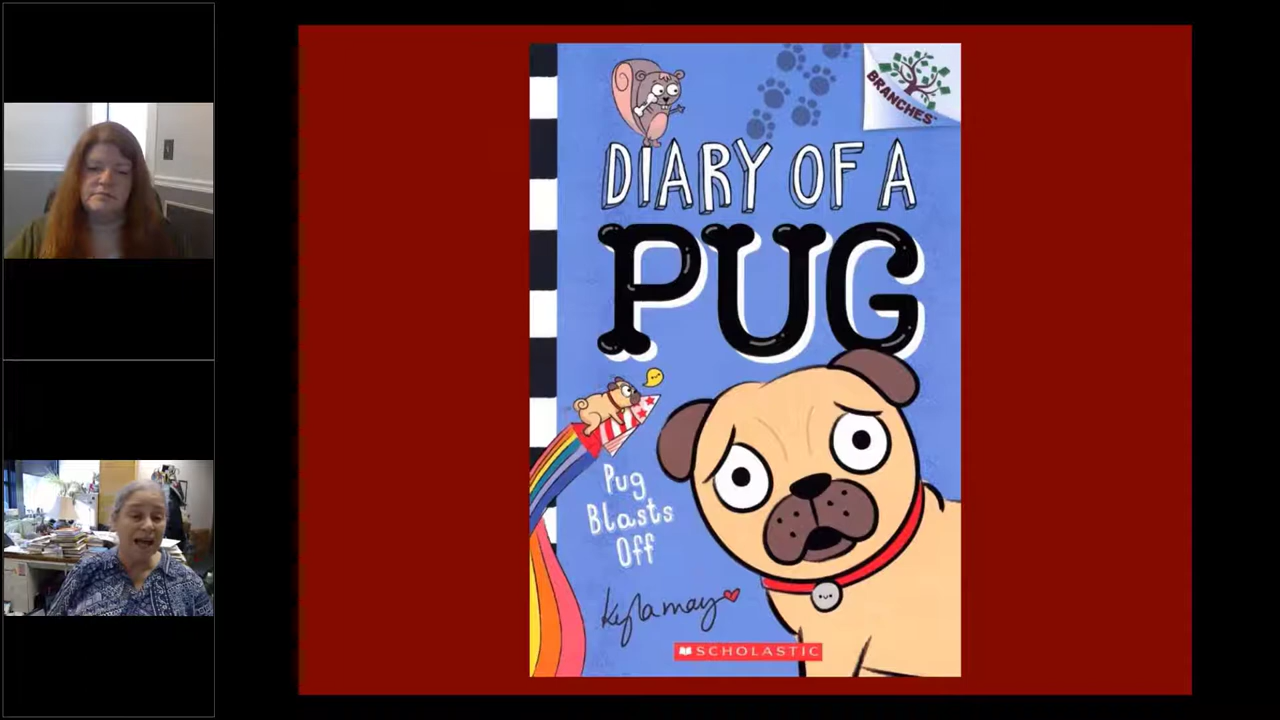 BRANCHES
DIARY OF A
PUG
Pug
Blasts
Off
Kyla may
SCHOLASTIC